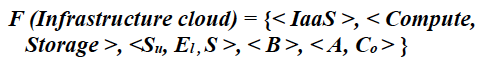 F (Infrastructure cloud) = {< IaaS >, < Compute,
Storage >, <Su, El, S >, < B >, < A, Co > }